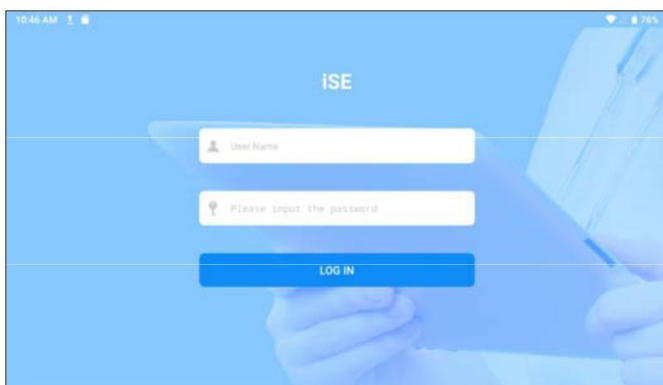 10:46 AM 76%
iSE
User Name
Please input the password
LOG IN